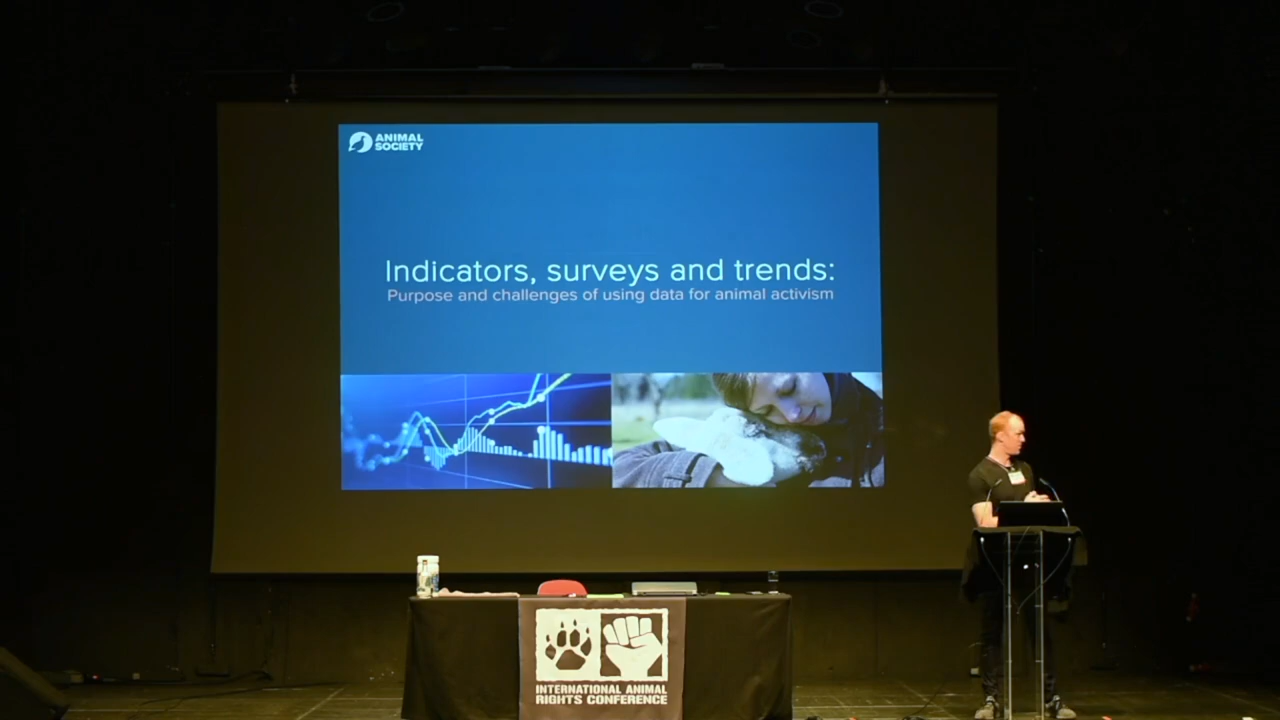 ANIMAL
SOCIETY
Indicators, surveys and trends:
Purpose and challenges of using data for animal activism
INTERNATIONAL ANIMAL
RIGHTS CONFERENCE